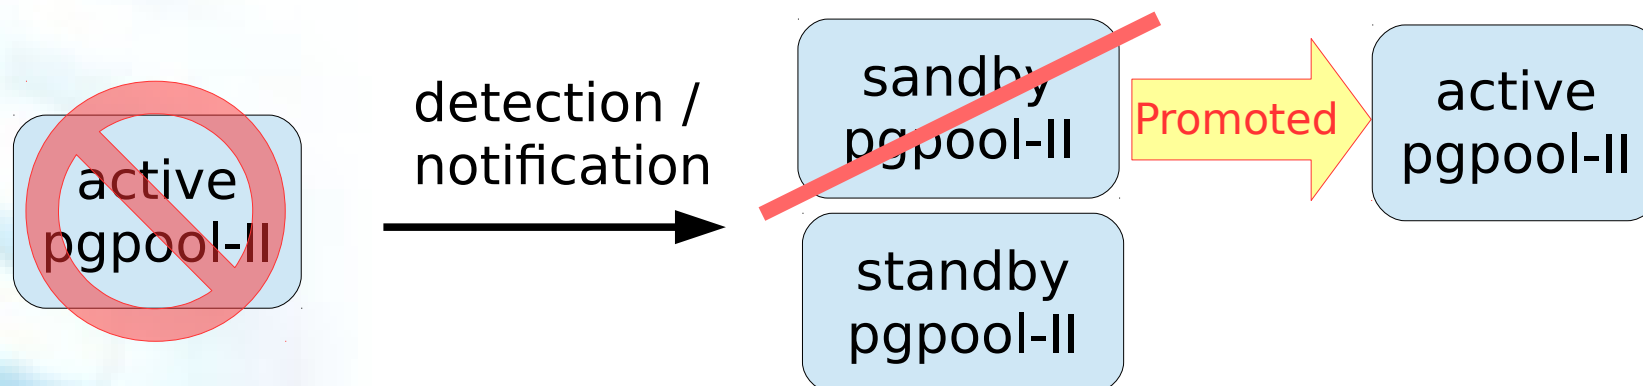 active
pgpool-II
detection /
notification
sandby
pgpool-II
standby
pgpool-II
Promoted
active
pgpool-II